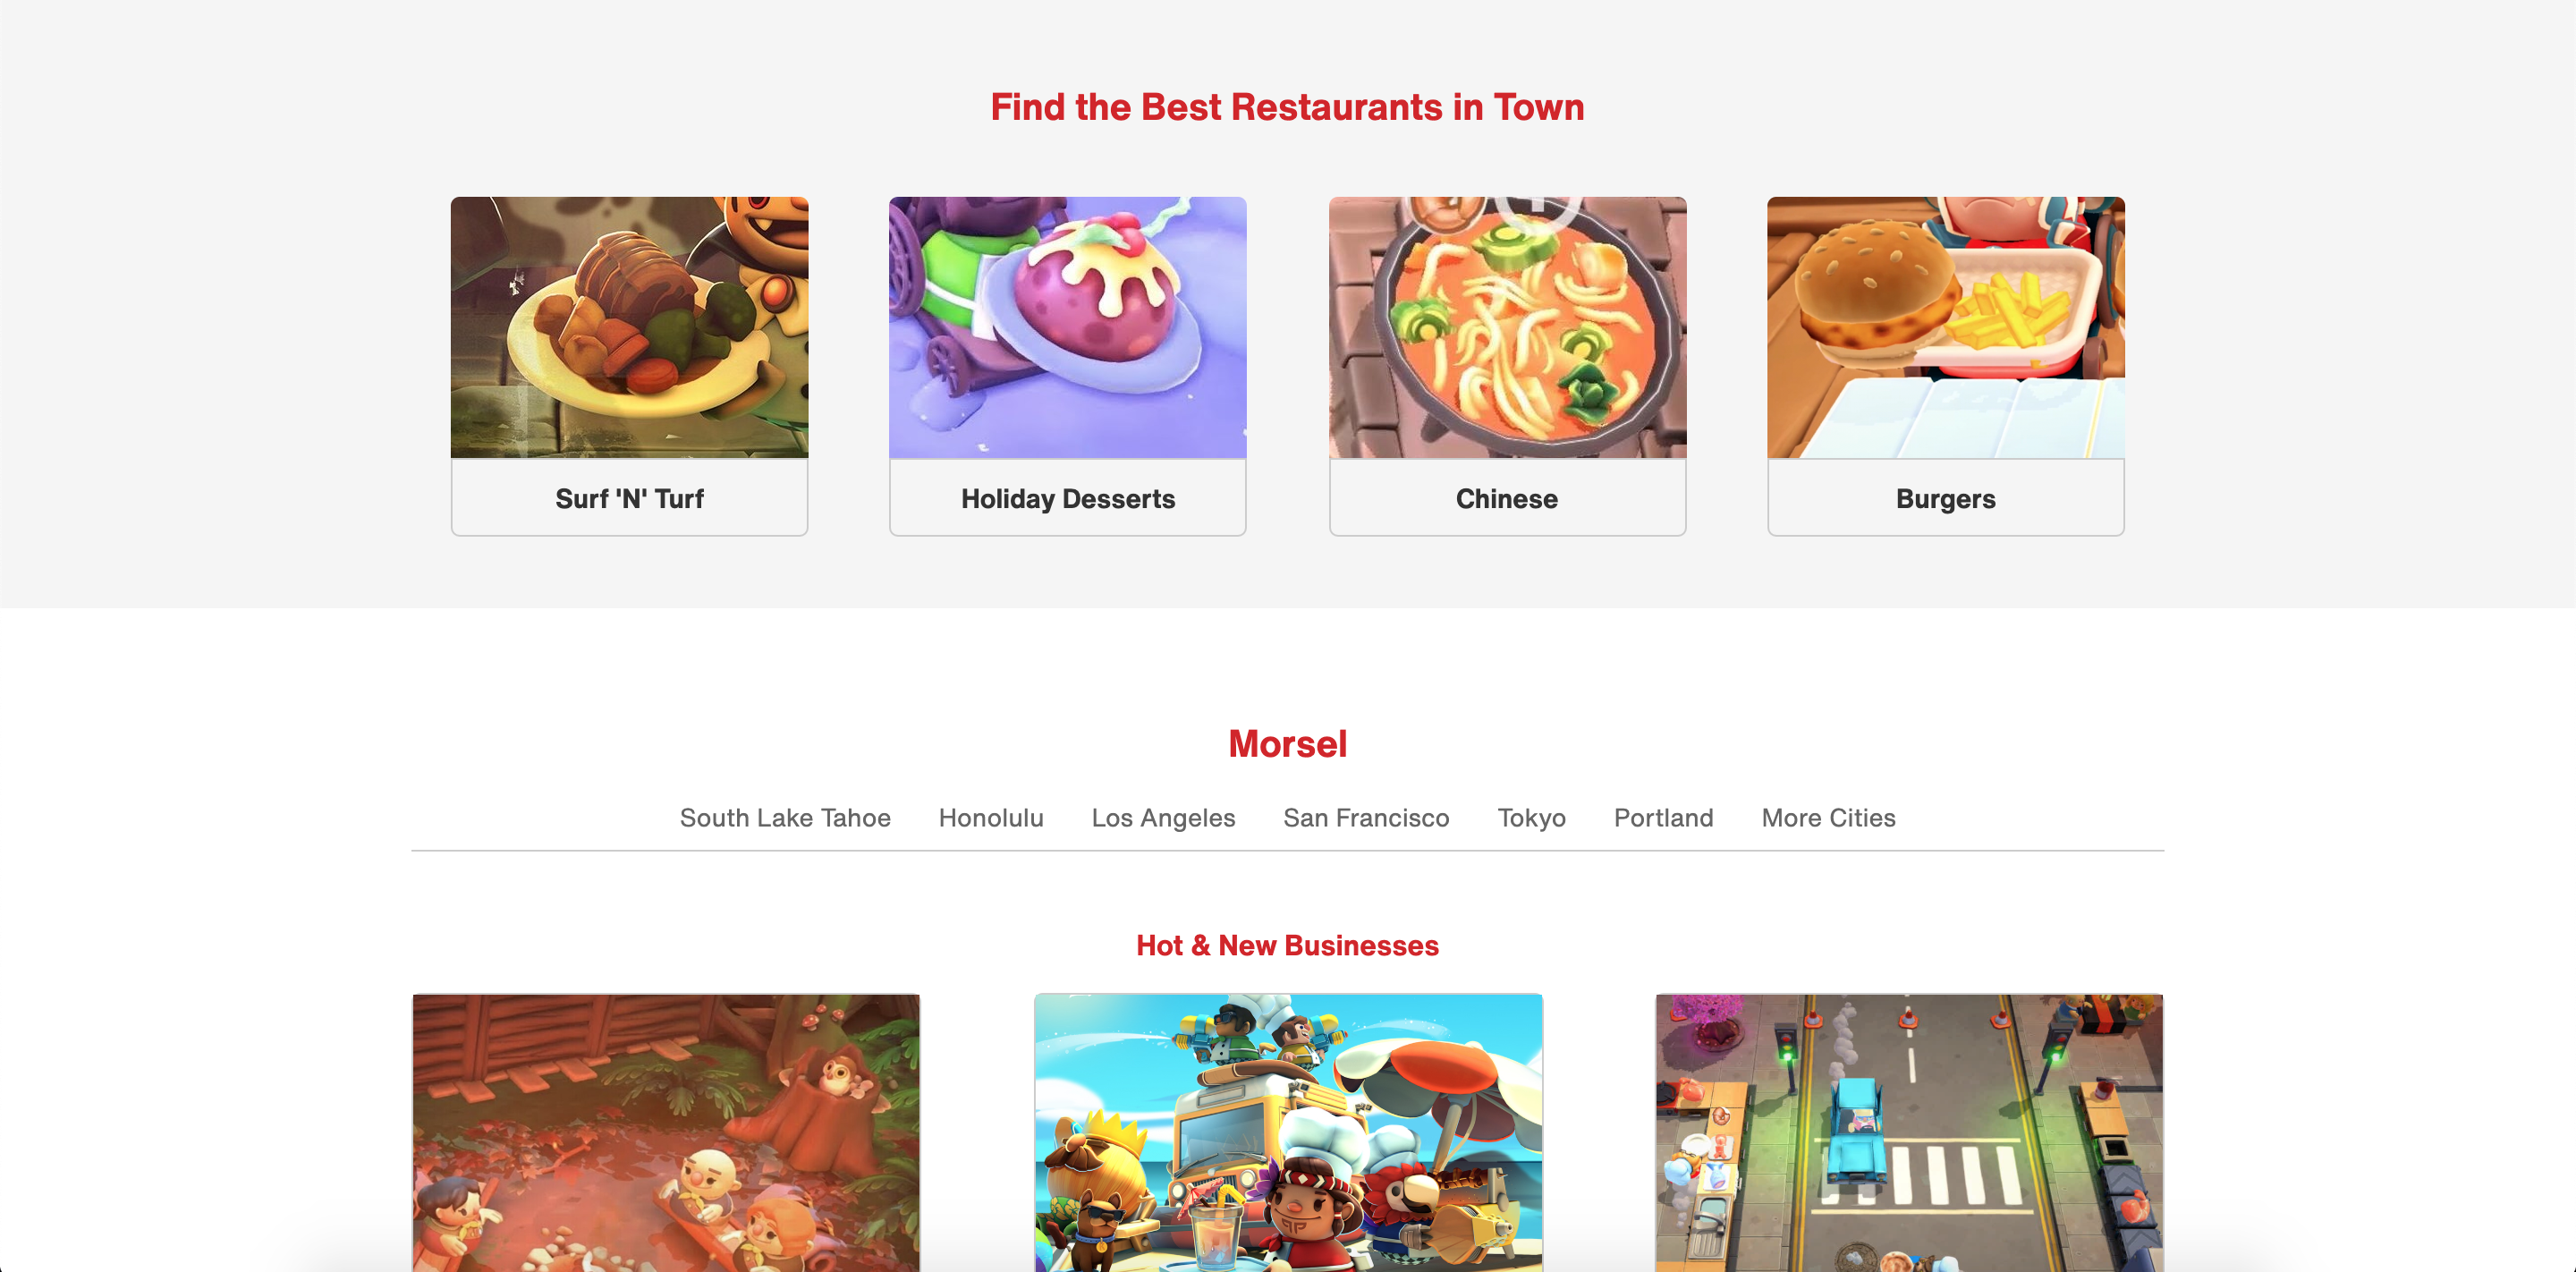 Find the Best Restaurants in Town
Surf 'N' Turf
Holiday Desserts
Chinese
Burgers
Morsel
South Lake Tahoe Honolulu Los Angeles San Francisco Tokyo Portland More Cities
Hot & New Businesses